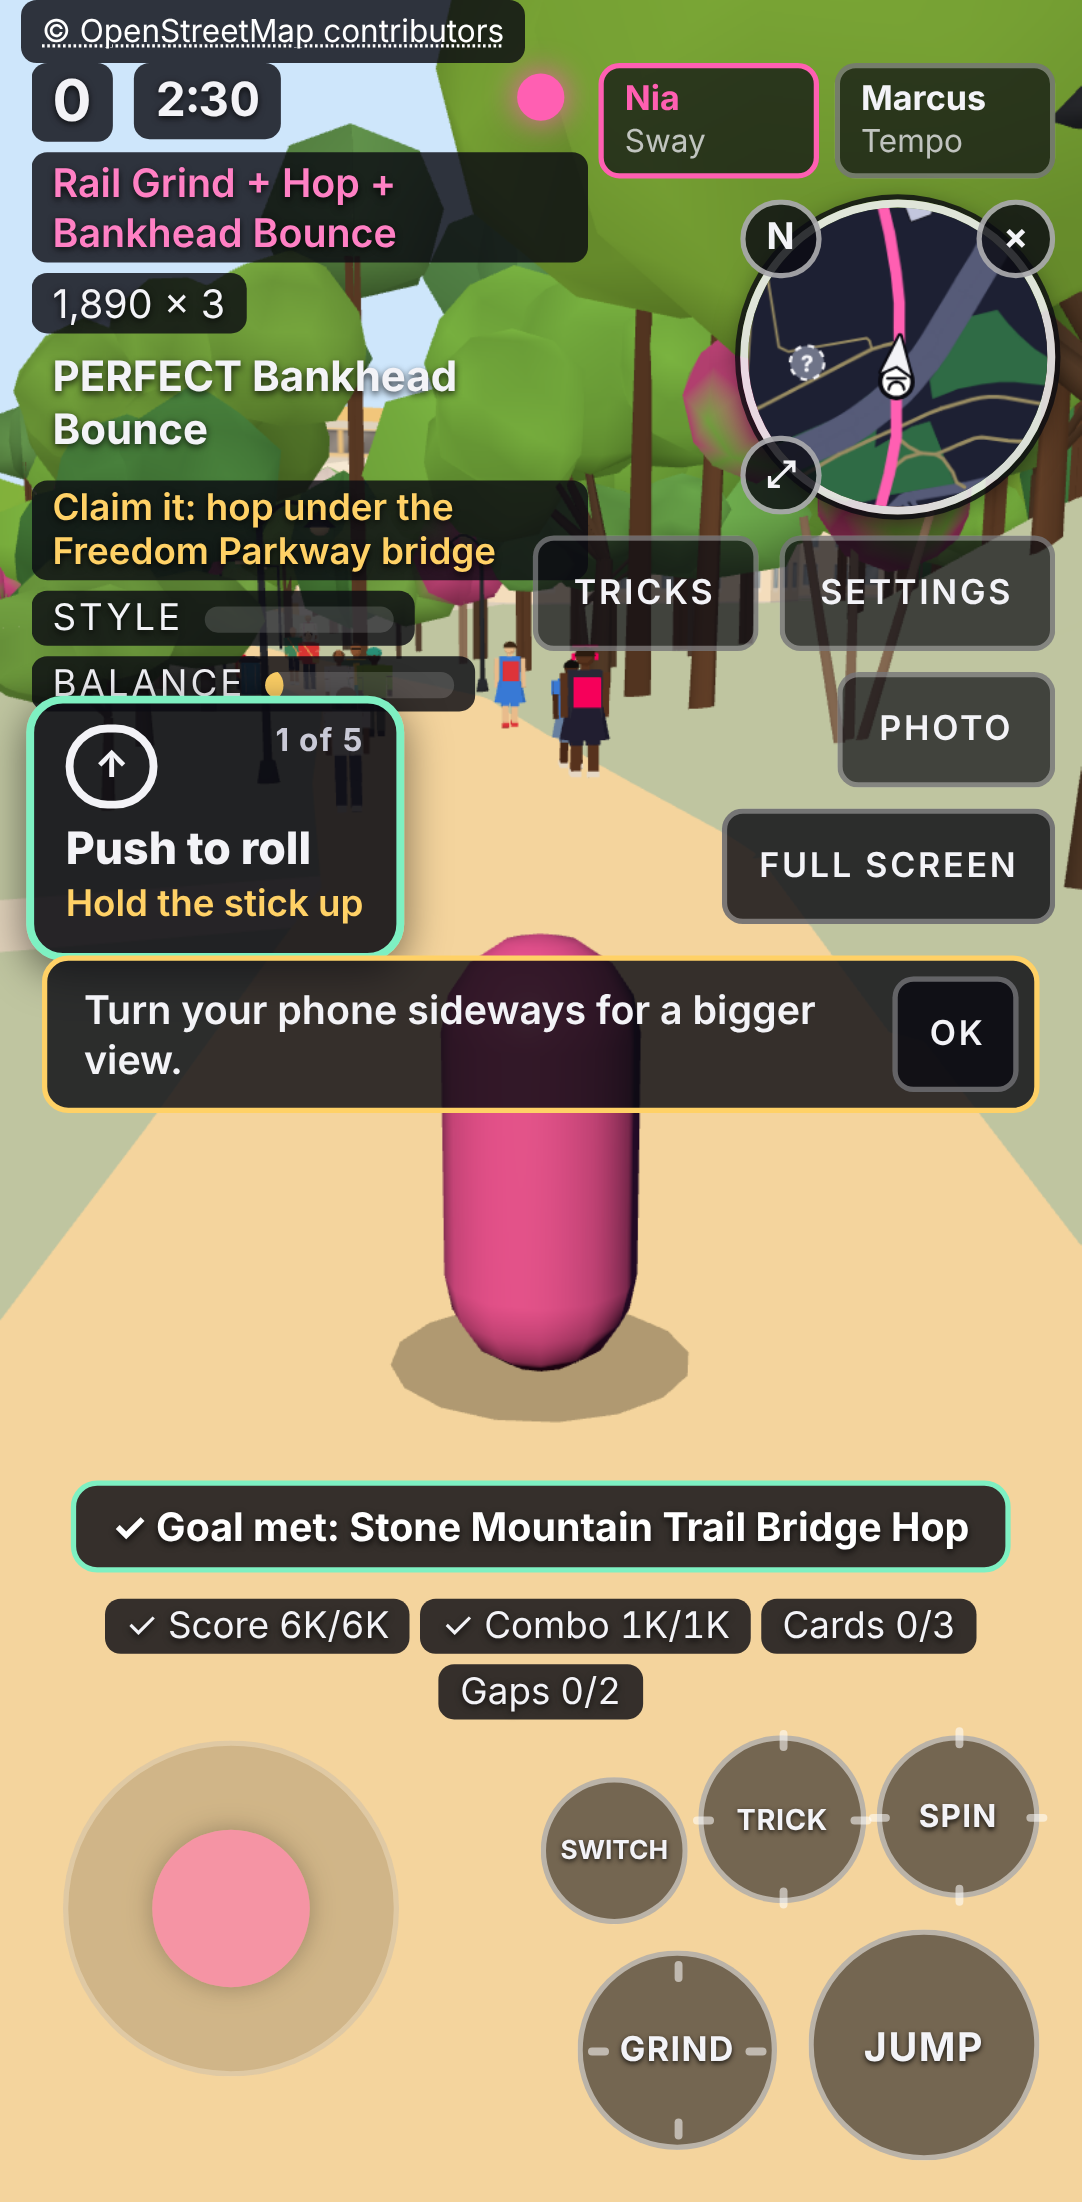 © OpenStreetMap contributors
0
2:30
Nia
Sway
Marcus
Tempo
Rail Grind + Hop +
Bankhead Bounce
N
×
1,890 × 3
?
PERFECT Bankhead
Bounce
Claim it: hop under the
Freedom Parkway bridge
TRICKS
SETTINGS
STYLE
BALANCE
PHOTO
1 of 5
Push to roll
Hold the stick up
FULL SCREEN
Turn your phone sideways for a bigger
view.
OK
✓ Goal met: Stone Mountain Trail Bridge Hop
✓ Score 6K/6K
✓ Combo 1K/1K
Cards 0/3
Gaps 0/2
SWITCH
TRICK
SPIN
GRIND
JUMP